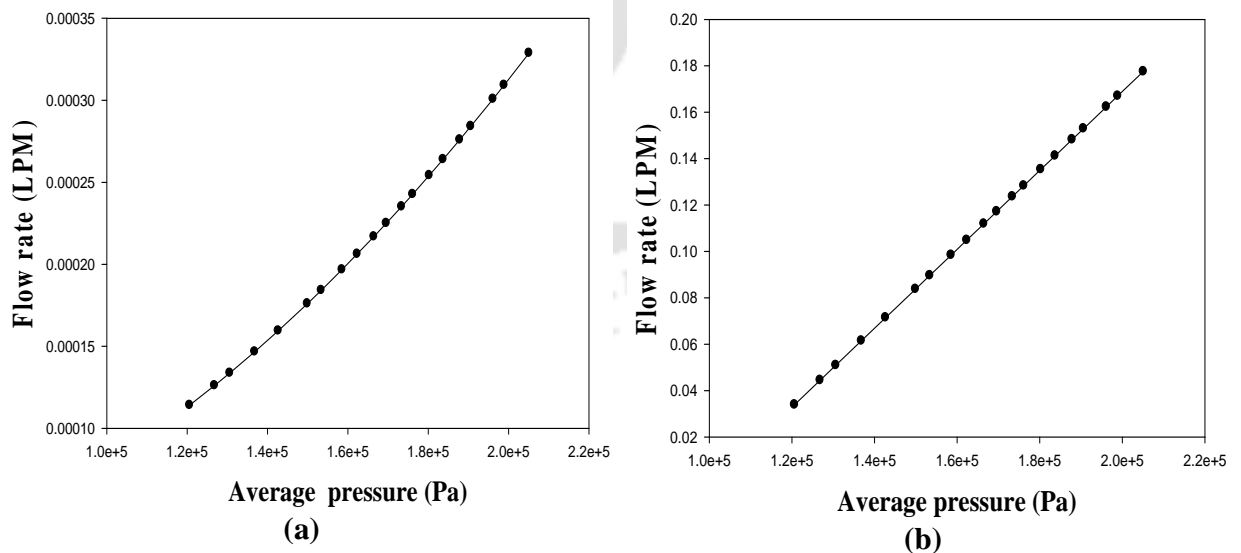 0.00035
0.00030
0.00025
0.00020
0.00015
0.00010
Flow rate (LPM)
1.0e+5 1.2e+5 1.4e+5 1.6e+5 1.8e+5 2.0e+5 2.2e+5
Average pressure (Pa)
(a)
0.20
0.18
0.16
0.14
0.12
0.10
0.08
0.06
0.04
0.02
Flow rate (LPM)
1.0e+5 1.2e+5 1.4e+5 1.6e+5 1.8e+5 2.0e+5 2.2e+5
Average pressure (Pa)
(b)